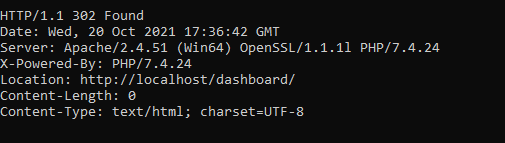 HTTP/1.1 302 Found
Date: Wed, 20 Oct 2021 17:36:42 GMT
Server: Apache/2.4.51 (Win64) OpenSSL/1.1.1l PHP/7.4.24
X-Powered-By: PHP/7.4.24
Location: http://localhost/dashboard/
Content-Length: 0
Content-Type: text/html; charset=UTF-8